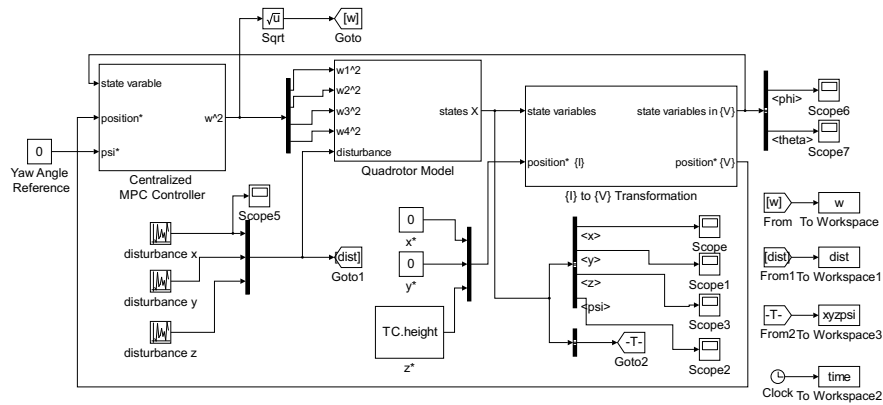 √u
Sqrt
[w]
Goto
state varable
position*
psi*
w^2
Centralized
MPC Controller
0
Yaw Angle
Reference
w1^2
w2^2
w3^2
w4^2
disturbance
states X
Quadrotor Model
state variables
position* {I}
state variables in {V}
position* {V}
{I} to {V} Transformation
<phi>
Scope6
<theta>
Scope7
Scope5
disturbance x
disturbance y
disturbance z
[dist]
Goto1
0
x*
0
y*
TC.height
z*
<x>
<y>
<z>
<psi>
Scope
Scope1
Scope3
Scope2
-T-
Goto2
[w]
From
w
To Workspace
[dist]
From1
dist
To Workspace1
-T-
From2
xyzpsi
To Workspace3
Clock
time
To Workspace2